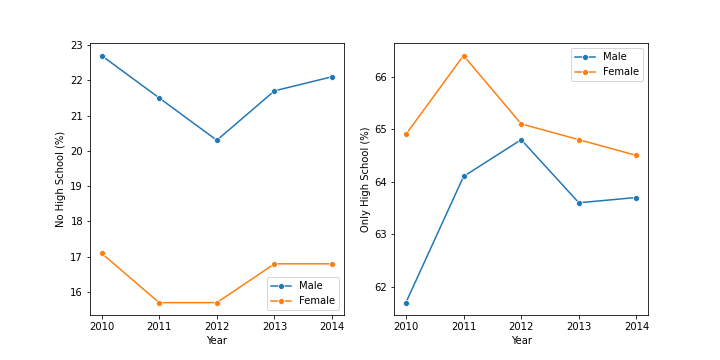 No High School (%)
23
22
21
20
19
18
17
16
2010 2011 2012 2013 2014
Year
Male
Female
Only High School (%)
66
65
64
63
62
2010 2011 2012 2013 2014
Year
Male
Female